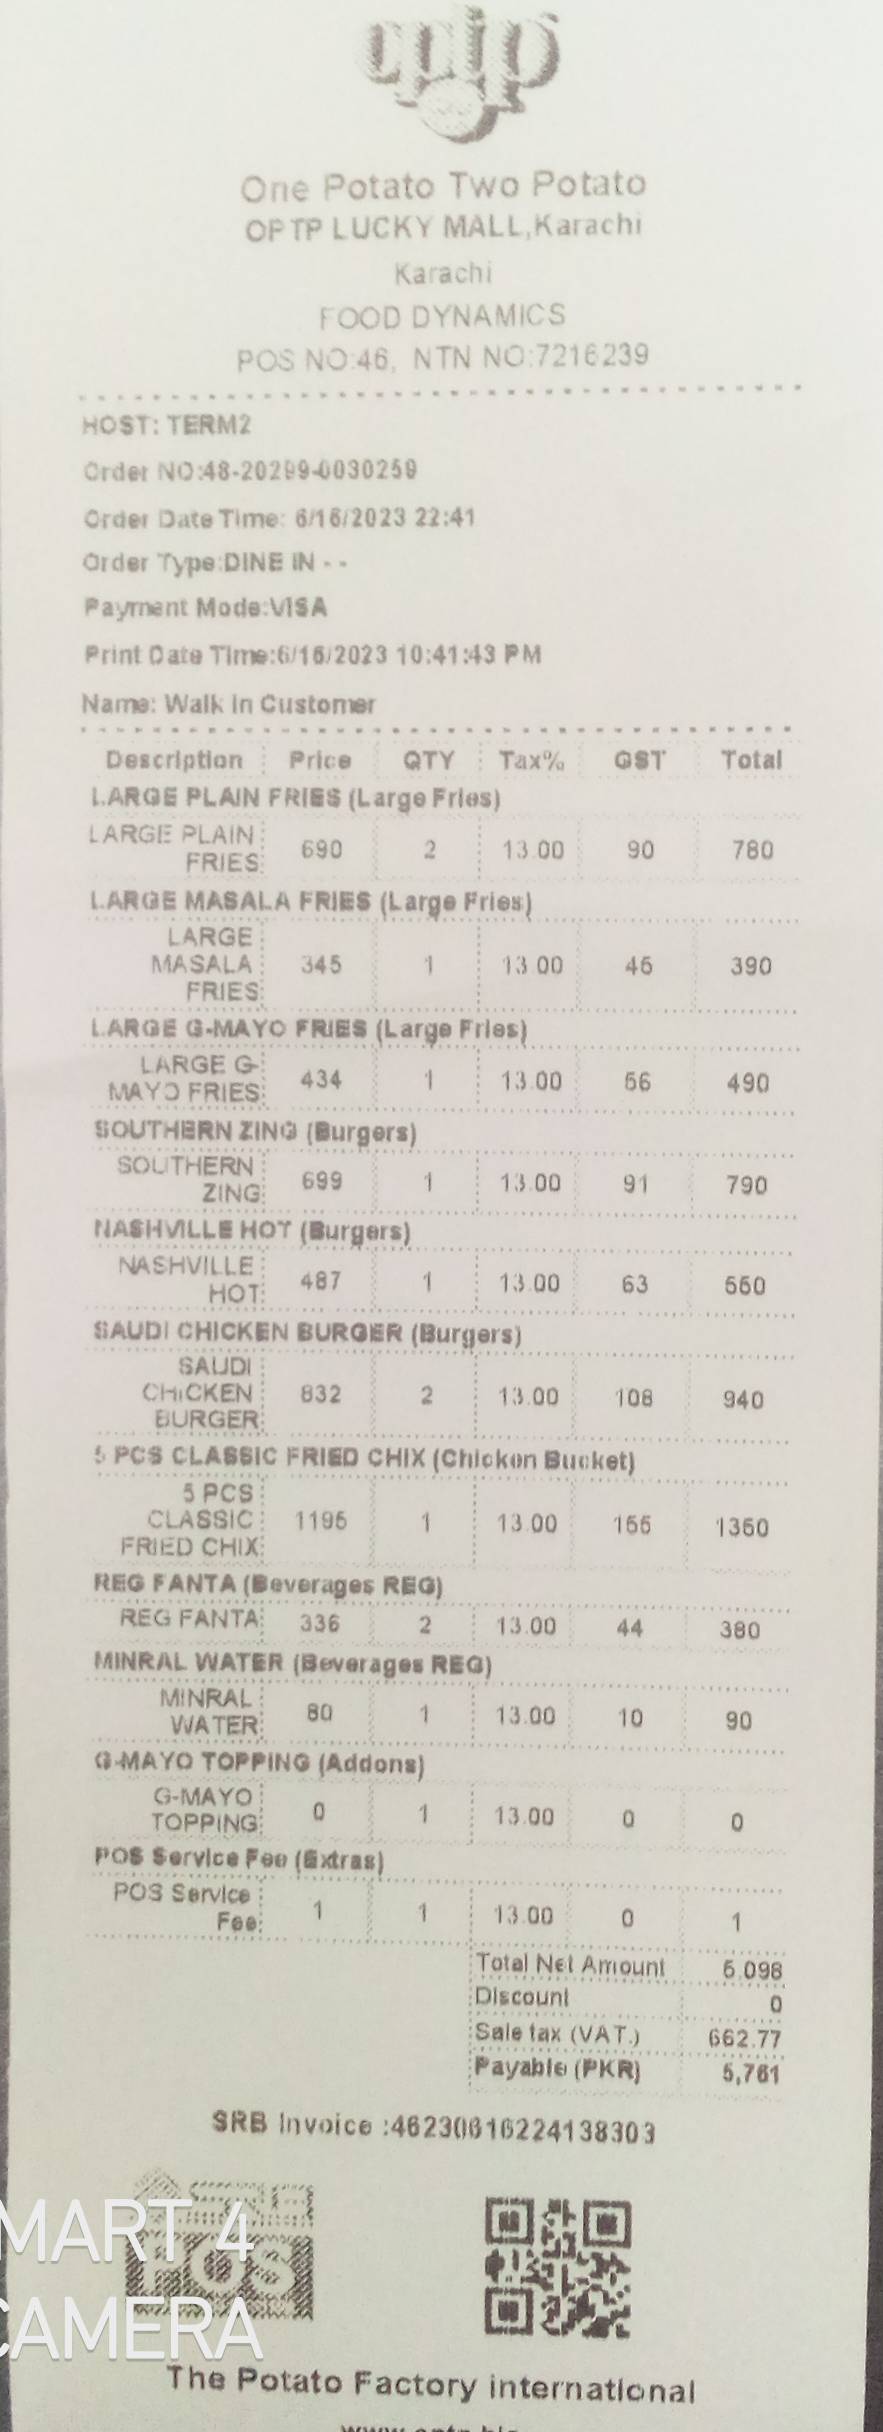 optp
One Potato Two Potato
OPTP LUCKY MALL,Karachi
Karachi
FOOD DYNAMICS
POS NO:46, NTN NO:7216239
HOST: TERM2
Order NO:48-20299-0030259
Order Date Time: 6/16/2023 22:41
Order Type:DINE IN - -
Payment Mode:VISA
Print Date Time:6/16/2023 10:41:43 PM
Name: Walk in Customer
Description Price QTY Tax% GST Total
LARGE PLAIN FRIES (Large Fries)
LARGE PLAIN FRIES 690 2 13.00 90 780
LARGE MASALA FRIES (Large Fries)
LARGE MASALA FRIES 345 1 13.00 45 390
LARGE G-MAYO FRIES (Large Fries)
LARGE G-MAYO FRIES 434 1 13.00 56 490
SOUTHERN ZING (Burgers)
SOUTHERN ZING 699 1 13.00 91 790
NASHVILLE HOT (Burgers)
NASHVILLE HOT 487 1 13.00 63 550
SAUDI CHICKEN BURGER (Burgers)
SAUDI CHICKEN BURGER 832 2 13.00 108 940
5 PCS CLASSIC FRIED CHIX (Chicken Bucket)
5 PCS CLASSIC FRIED CHIX 1195 1 13.00 155 1350
REG FANTA (Beverages REG)
REG FANTA 336 2 13.00 44 380
MINRAL WATER (Beverages REG)
MINRAL WATER 80 1 13.00 10 90
G-MAYO TOPPING (Addons)
G-MAYO TOPPING 0 1 13.00 0 0
POS Service Fee (Extras)
POS Service Fee 1 1 13.00 0 1
Total Net Amount 5,098
Discount 0
Sale tax (VAT.) 662.77
Payable (PKR) 5,761
SRB Invoice :46230616224138303
MART 4
CAMERA
POS
The Potato Factory international